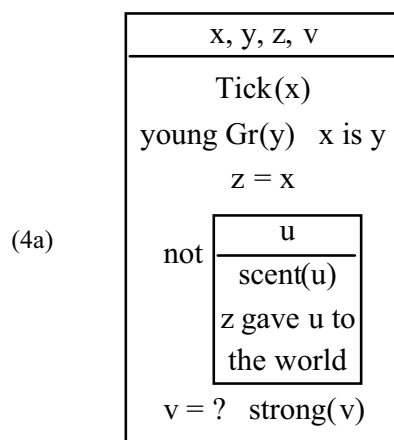 x, y, z, v
Tick(x)
young Gr(y) x is y
z = x
(4a)
not
u
scent(u)
z gave u to
the world
v = ? strong(v)